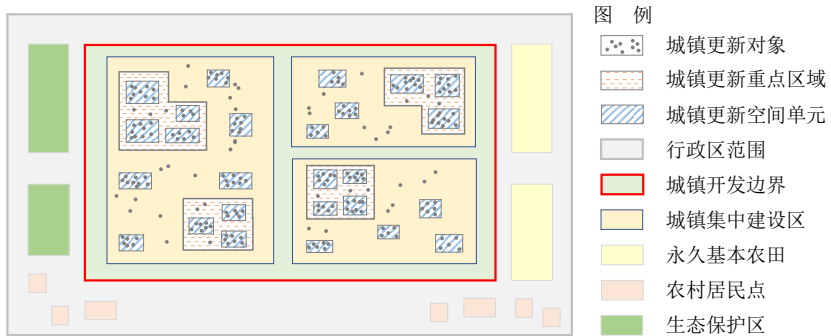 图 例
城镇更新对象
城镇更新重点区域
城镇更新空间单元
行政区范围
城镇开发边界
城镇集中建设区
永久基本农田
农村居民点
生态保护区